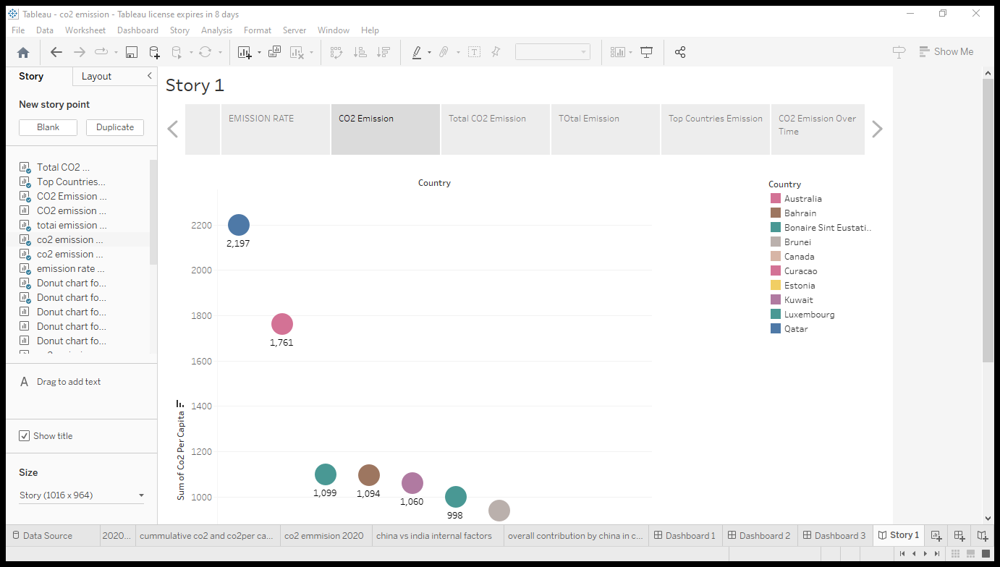 Tableau - co2 emission - Tableau license expires in 8 days
File Data Worksheet Dashboard Story Analysis Format Server Window Help
Show Me
Story Layout
New story point
Blank Duplicate
Total CO2 ...
Top Countries...
CO2 Emission ...
CO2 emission ...
totai emission ...
co2 emission ...
co2 emission ...
emission rate ...
Donut chart fo...
Donut chart fo...
Donut chart fo...
Donut chart fo...
Donut chart fo...
A Drag to add text
Show title
Size
Story (1016 x 964)
Story 1
EMISSION RATE
CO2 Emission
Total CO2 Emission
TOtal Emission
Top Countries Emission
CO2 Emission Over
Time
Country
2200
2000
1800
1600
1400
1200
1000
Sum of Co2 Per Capita
2,197
1,761
1,099
1,094
1,060
998
Country
Australia
Bahrain
Bonaire Sint Eustati..
Brunei
Canada
Curacao
Estonia
Kuwait
Luxembourg
Qatar
Data Source 2020... cummulative co2 and co2per ca... co2 emmision 2020 china vs india internal factors overall contribution by china in c... Dashboard 1 Dashboard 2 Dashboard 3 Story 1